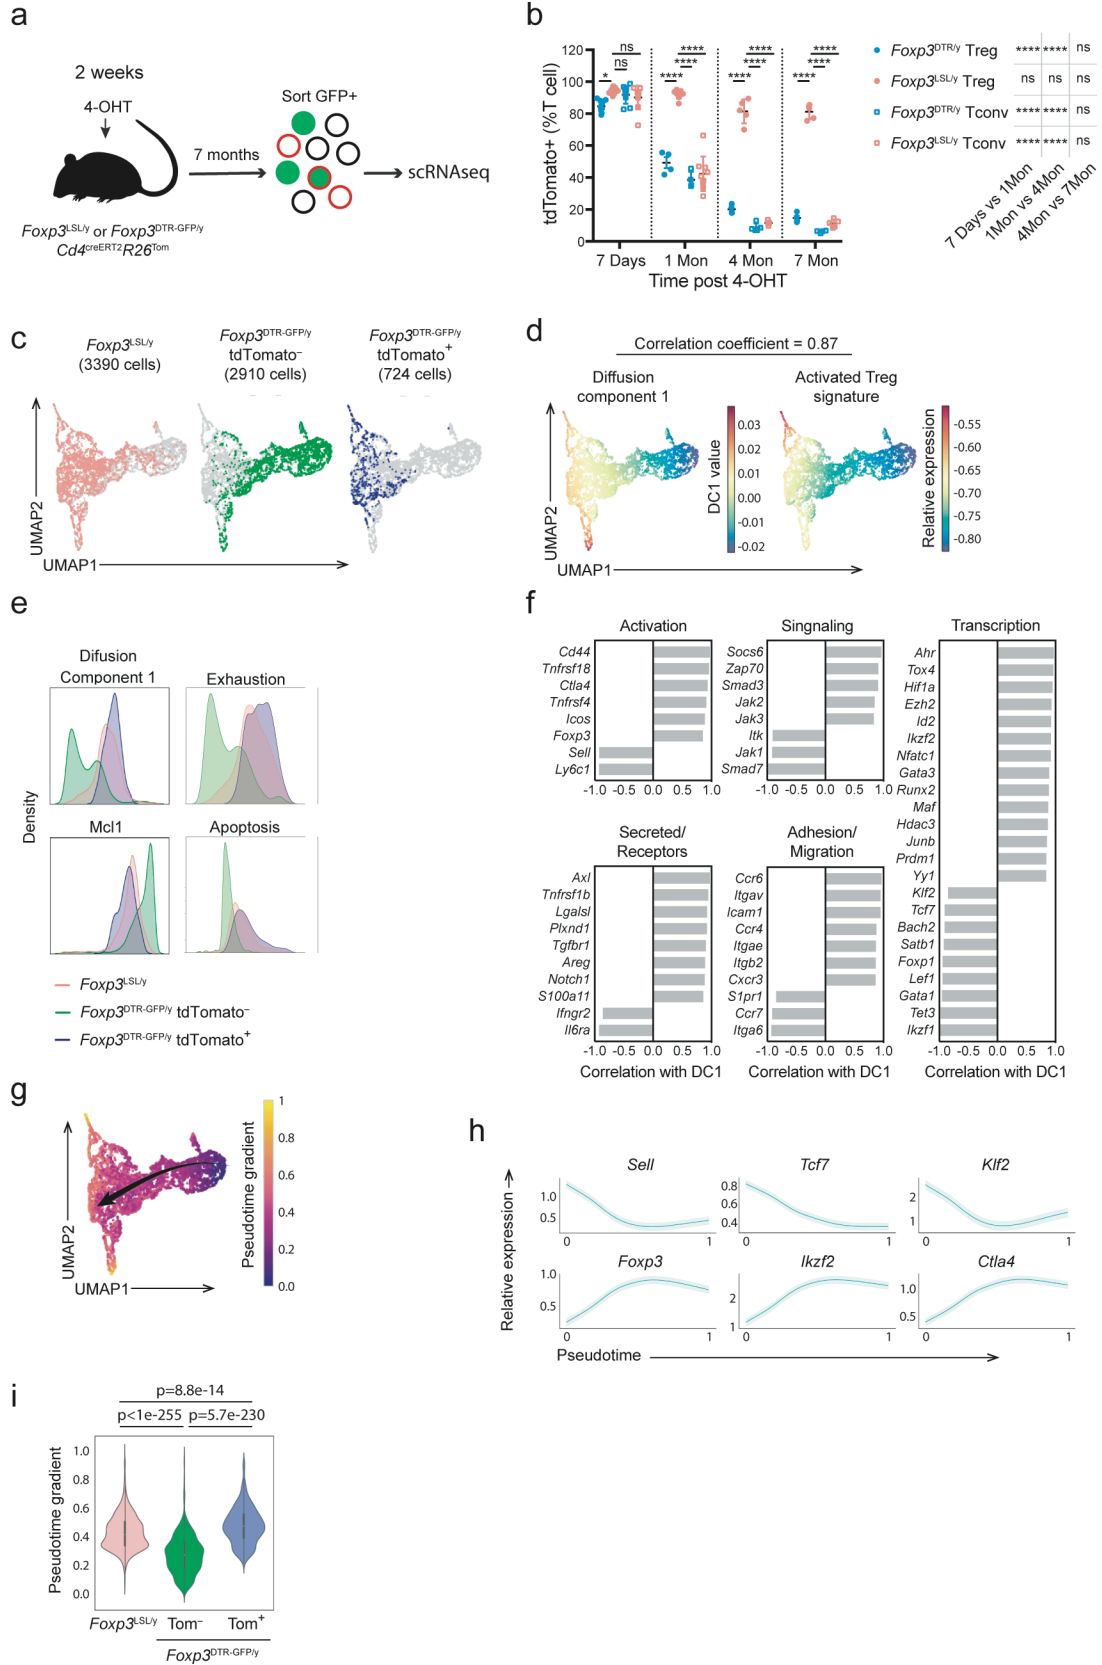 a
2 weeks
4-OHT
Sort GFP+
7 months
scRNAseq
Foxp3LSL/y or Foxp3DTR-GFP/y
Cd4creERT2R26Tom
b
tdTomato+ (%T cell)
120
100
80
60
40
20
0
ns
ns
*
****
****
****
****
****
****
****
****
****
7 Days
1 Mon
4 Mon
7 Mon
Time post 4-OHT
Foxp3DTR/y Treg
**** **** ns
Foxp3LSL/y Treg
ns ns ns
Foxp3DTR/y Tconv
**** **** ns
Foxp3LSL/y Tconv
**** **** ns
7 Days vs 1Mon
1Mon vs 4Mon
4Mon vs 7Mon
c
Foxp3LSL/y
(3390 cells)
Foxp3DTR-GFP/y
tdTomato–
(2910 cells)
Foxp3DTR-GFP/y
tdTomato+
(724 cells)
UMAP2
UMAP1
d
Correlation coefficient = 0.87
Diffusion
component 1
Activated Treg
signature
DC1 value
0.03
0.02
0.01
0.00
-0.01
-0.02
Relative expression
-0.55
-0.60
-0.65
-0.70
-0.75
-0.80
UMAP2
UMAP1
e
Difusion
Component 1
Exhaustion
Mcl1
Apoptosis
Density
Foxp3LSL/y
Foxp3DTR-GFP/y tdTomato–
Foxp3DTR-GFP/y tdTomato+
f
Activation
Cd44
Tnfrsf18
Ctla4
Tnfrsf4
Icos
Foxp3
Sell
Ly6c1
-1.0 -0.5 0.0 0.5 1.0
Singnaling
Socs6
Zap70
Smad3
Jak2
Jak3
Itk
Jak1
Smad7
-1.0 -0.5 0.0 0.5 1.0
Transcription
Ahr
Tox4
Hif1a
Ezh2
Id2
Ikzf2
Nfatc1
Gata3
Runx2
Maf
Hdac3
Junb
Prdm1
Yy1
Klf2
Tcf7
Bach2
Satb1
Foxp1
Lef1
Gata1
Tet3
Ikzf1
-1.0 -0.5 0.0 0.5 1.0
Correlation with DC1
Secreted/
Receptors
Axl
Tnfrsf1b
Lgalsl
Plxnd1
Tgfbr1
Areg
Notch1
S100a11
Ifngr2
Il6ra
-1.0 -0.5 0.0 0.5 1.0
Correlation with DC1
Adhesion/
Migration
Ccr6
Itgav
Icam1
Ccr4
Itgae
Itgb2
Cxcr3
S1pr1
Ccr7
Itga6
-1.0 -0.5 0.0 0.5 1.0
Correlation with DC1
g
UMAP2
UMAP1
Pseudotime gradient
1
0.8
0.6
0.4
0.2
0.0
h
Relative expression
Sell
1.0
0.5
0 1
Tcf7
0.8
0.6
0.4
0 1
Klf2
2
1
0 1
Foxp3
1.0
0.5
0 1
Ikzf2
2
1
0 1
Ctla4
1.0
0.5
0 1
Pseudotime
i
p=8.8e-14
p<1e-255 p=5.7e-230
Pseudotime gradient
1.0
0.8
0.6
0.4
0.2
0.0
Foxp3LSL/y Tom– Tom+
Foxp3DTR-GFP/y